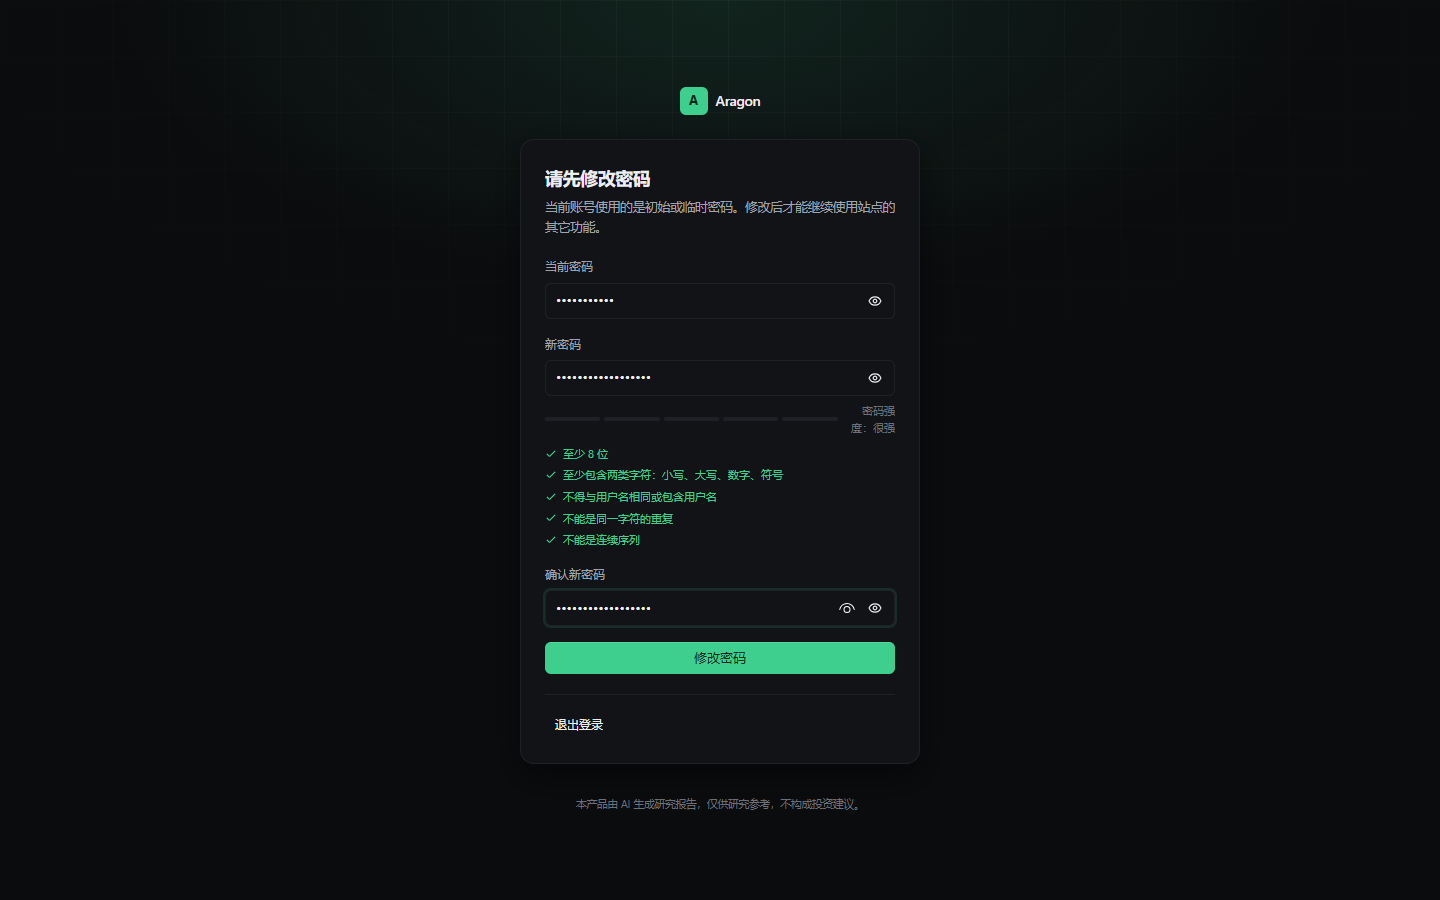 A Aragon
请先修改密码
当前账号使用的是初始或临时密码。修改后才能继续使用站点的
其它功能。
当前密码
•••••••••••
新密码
••••••••••••••••••
密码强
度：很强
至少 8 位
至少包含两类字符：小写、大写、数字、符号
不得与用户名相同或包含用户名
不能是同一字符的重复
不能是连续序列
确认新密码
••••••••••••••••••
修改密码
退出登录
本产品由 AI 生成研究报告，仅供研究参考，不构成投资建议。